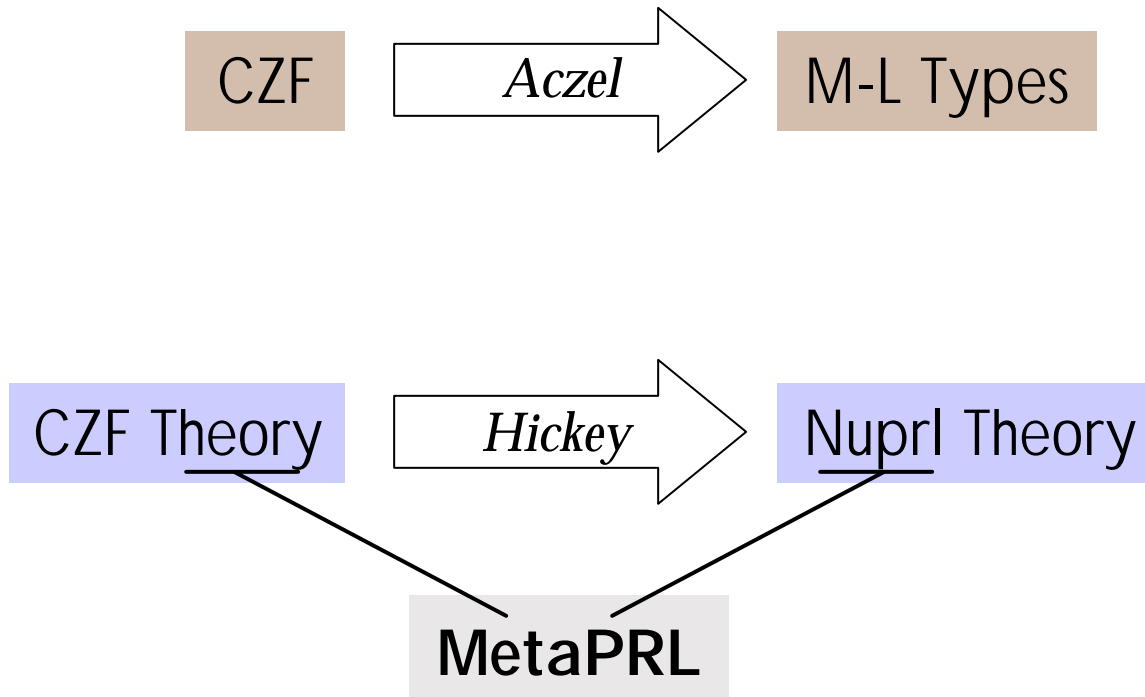 CZF
Aczel
M-L Types
CZF Theory
Hickey
Nuprl Theory
MetaPRL